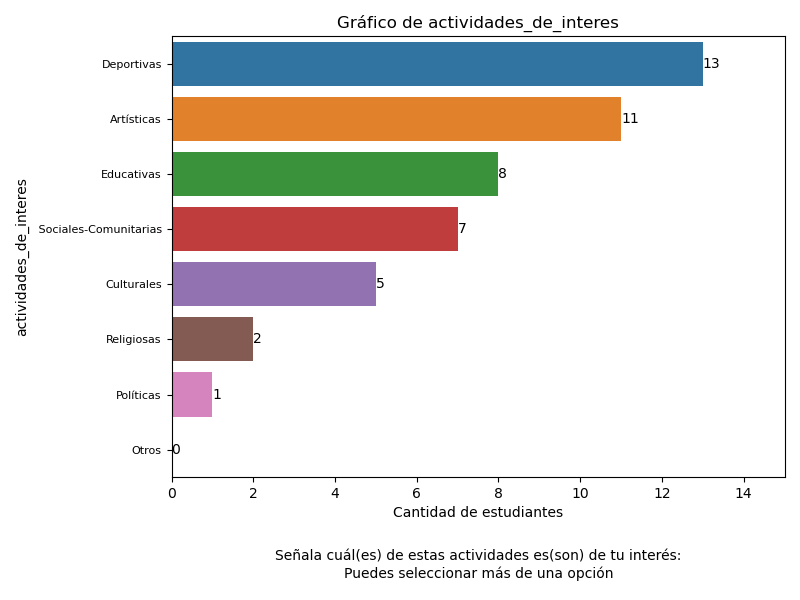 Gráfico de actividades_de_interes
actividades_de_interes
Deportivas 13
Artísticas 11
Educativas 8
Sociales-Comunitarias 7
Culturales 5
Religiosas 2
Políticas 1
Otros 0
0 2 4 6 8 10 12 14
Cantidad de estudiantes
Señala cuál(es) de estas actividades es(son) de tu interés:
Puedes seleccionar más de una opción